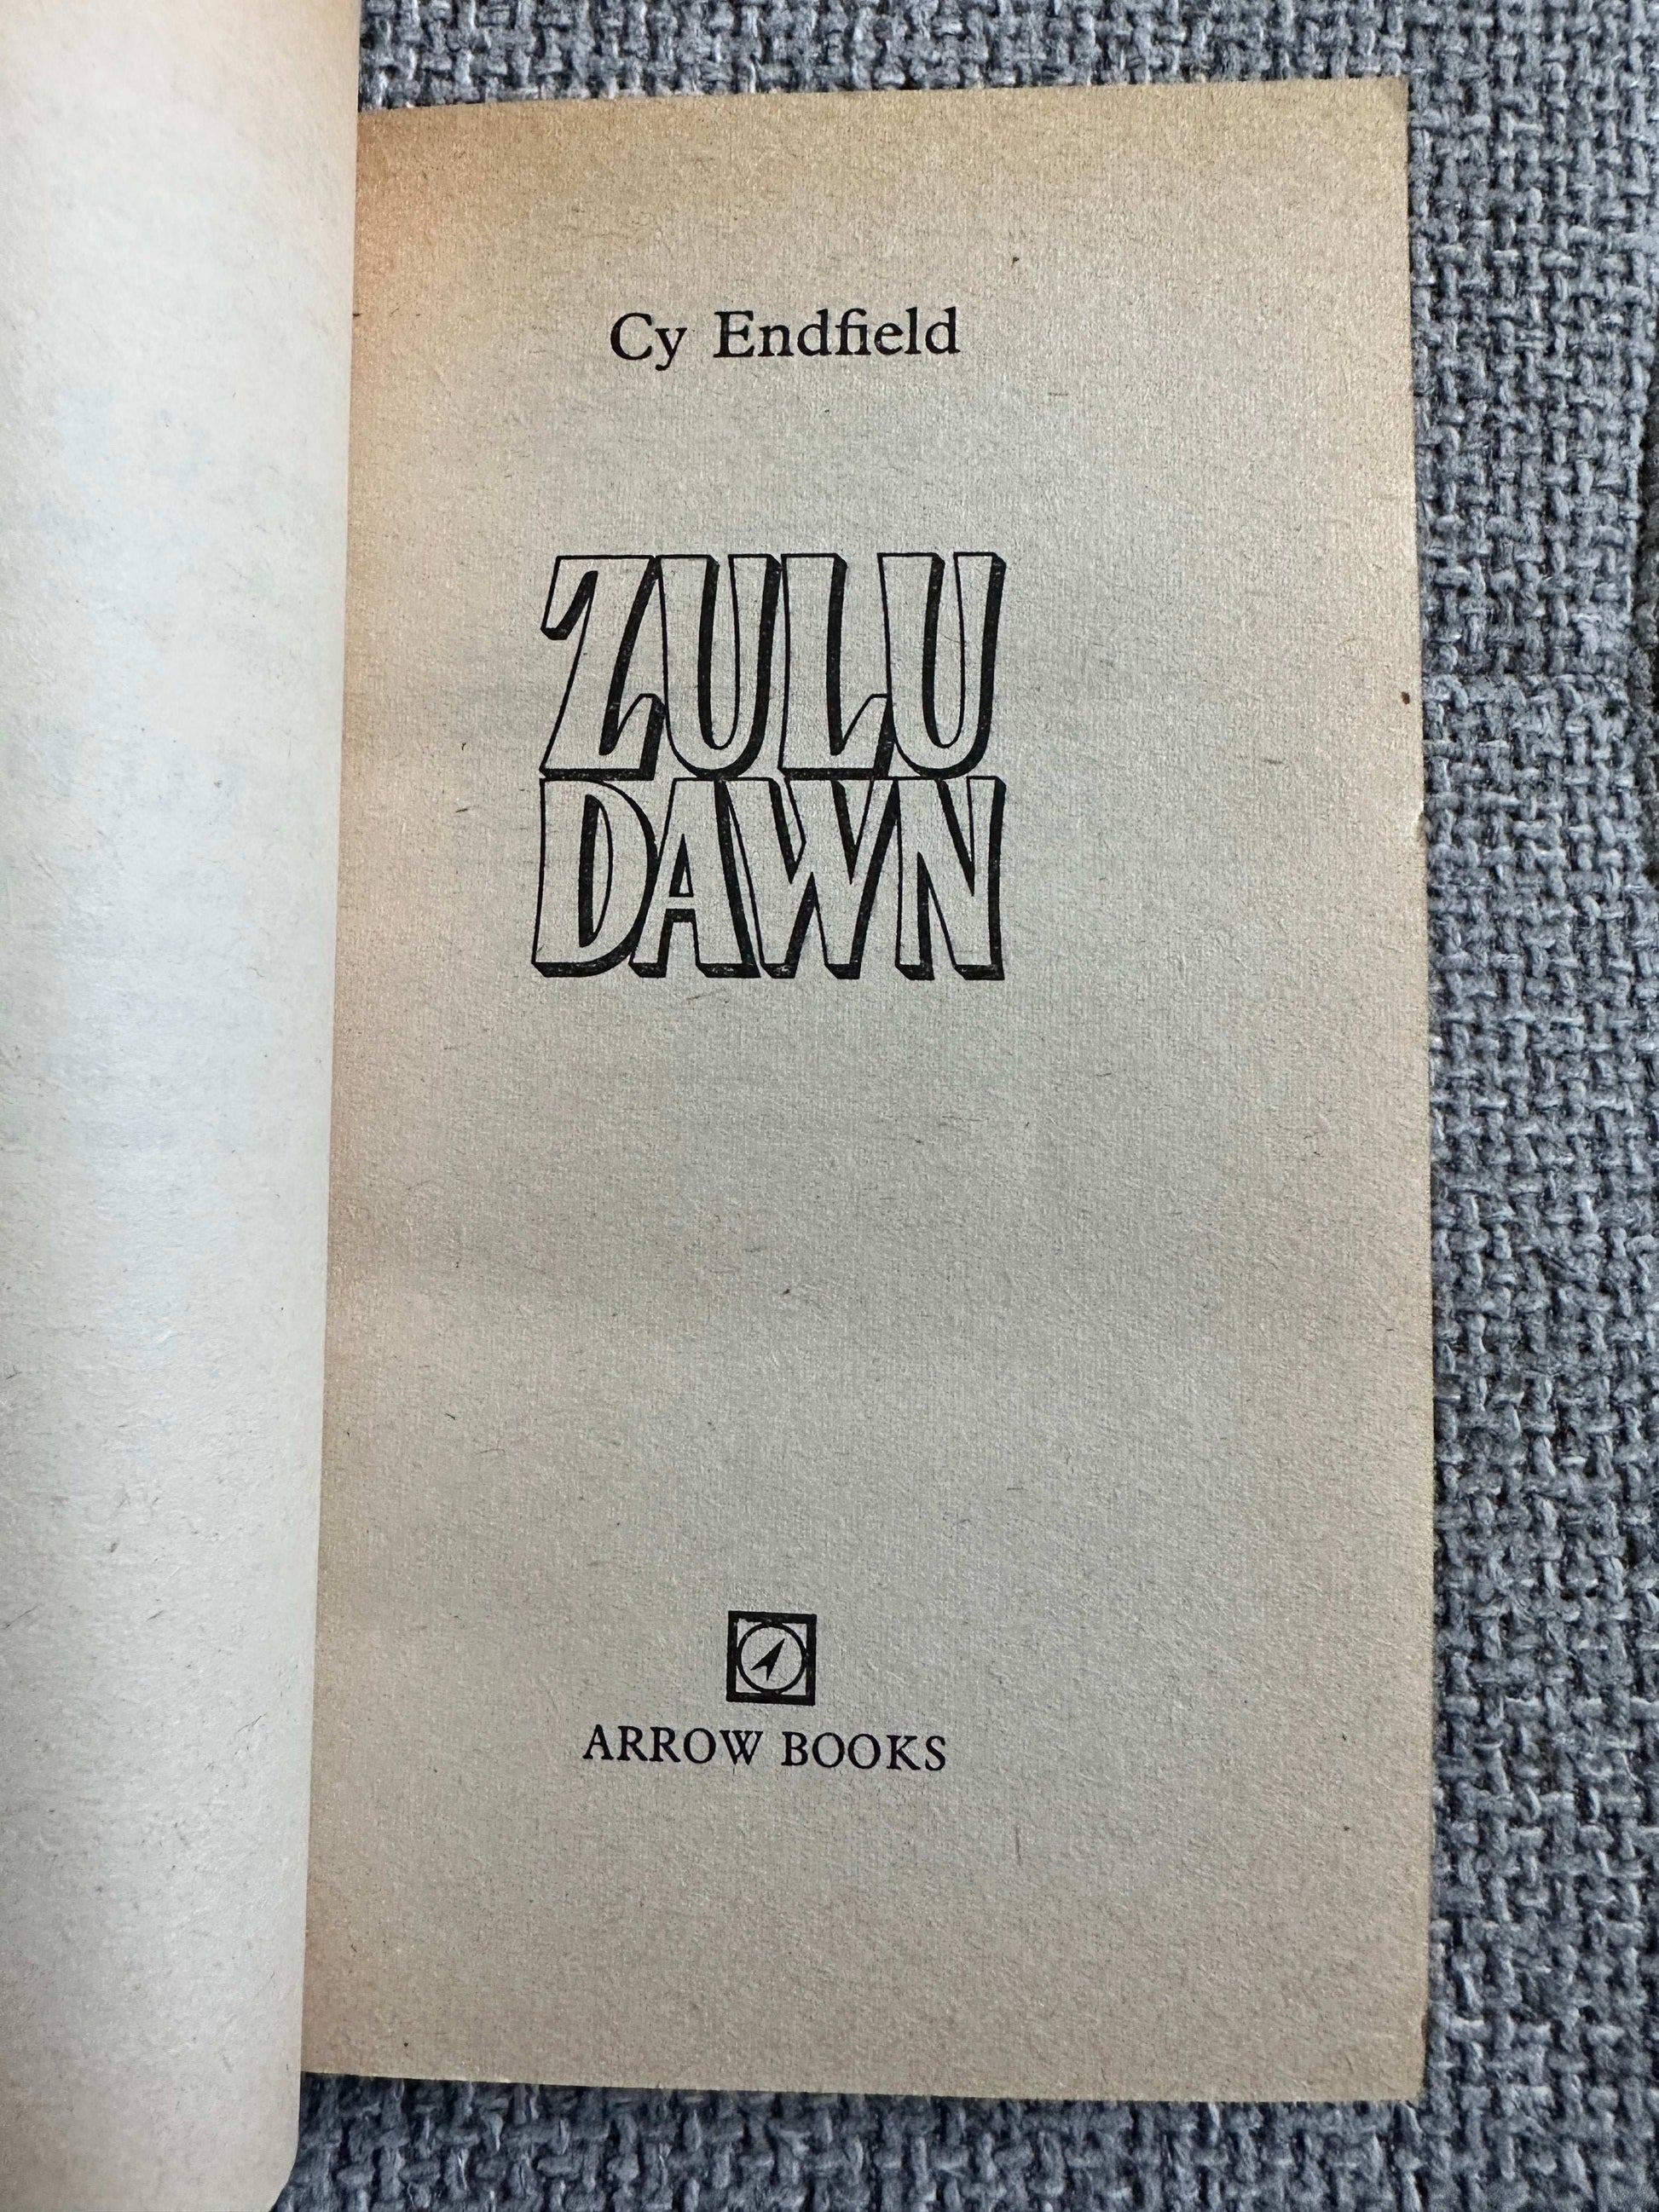 Cy Endfield
ZULU
DAWN
ARROW BOOKS